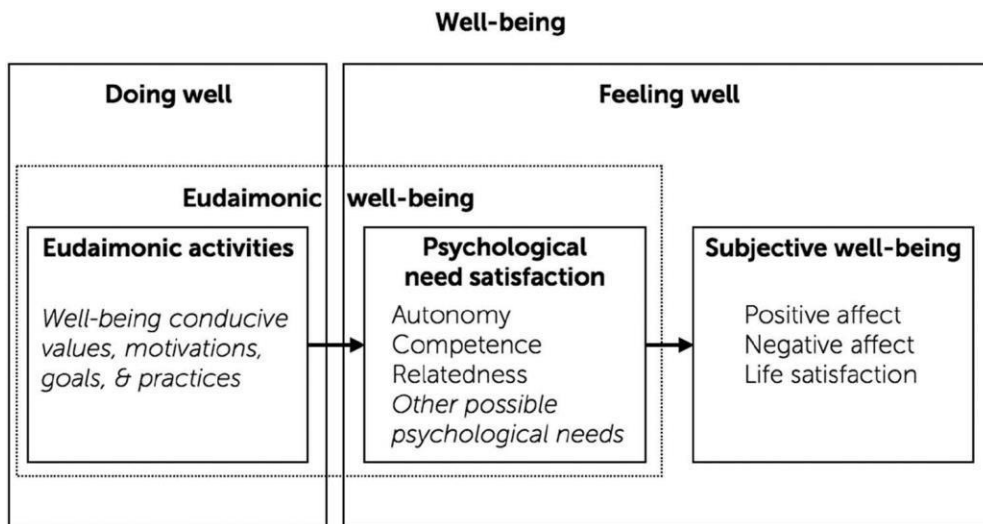 Well-being
Doing well
Feeling well
Eudaimonic well-being
Eudaimonic activities
Well-being conducive
values, motivations,
goals, & practices
Psychological
need satisfaction
Autonomy
Competence
Relatedness
Other possible
psychological needs
Subjective well-being
Positive affect
Negative affect
Life satisfaction